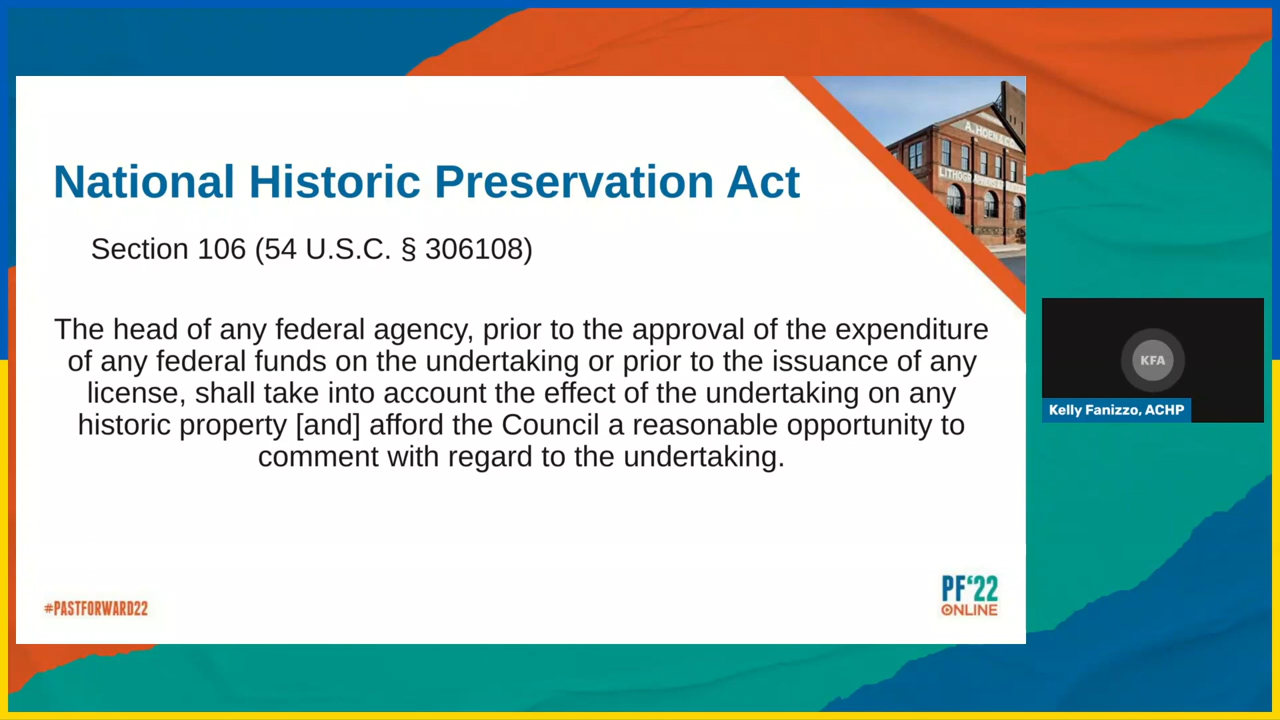 National Historic Preservation Act
A. HOEN & CO.
LITHOGRAPHERS
Section 106 (54 U.S.C. § 306108)
The head of any federal agency, prior to the approval of the expenditure
of any federal funds on the undertaking or prior to the issuance of any
license, shall take into account the effect of the undertaking on any
historic property [and] afford the Council a reasonable opportunity to
comment with regard to the undertaking.
KFA
Kelly Fanizzo, ACHP
#PASTFORWARD22
PF‘22
ONLINE